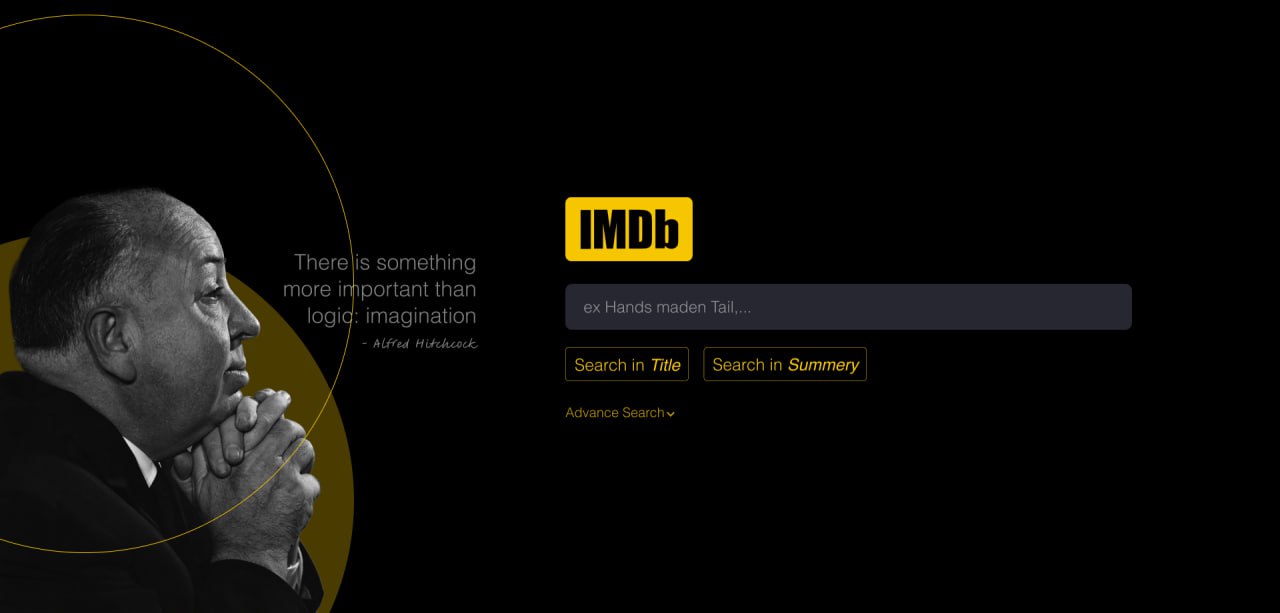 There is something
more important than
logic: imagination
- Alfred Hitchcock
IMDb
ex Hands maden Tail,...
Search in Title
Search in Summery
Advance Search